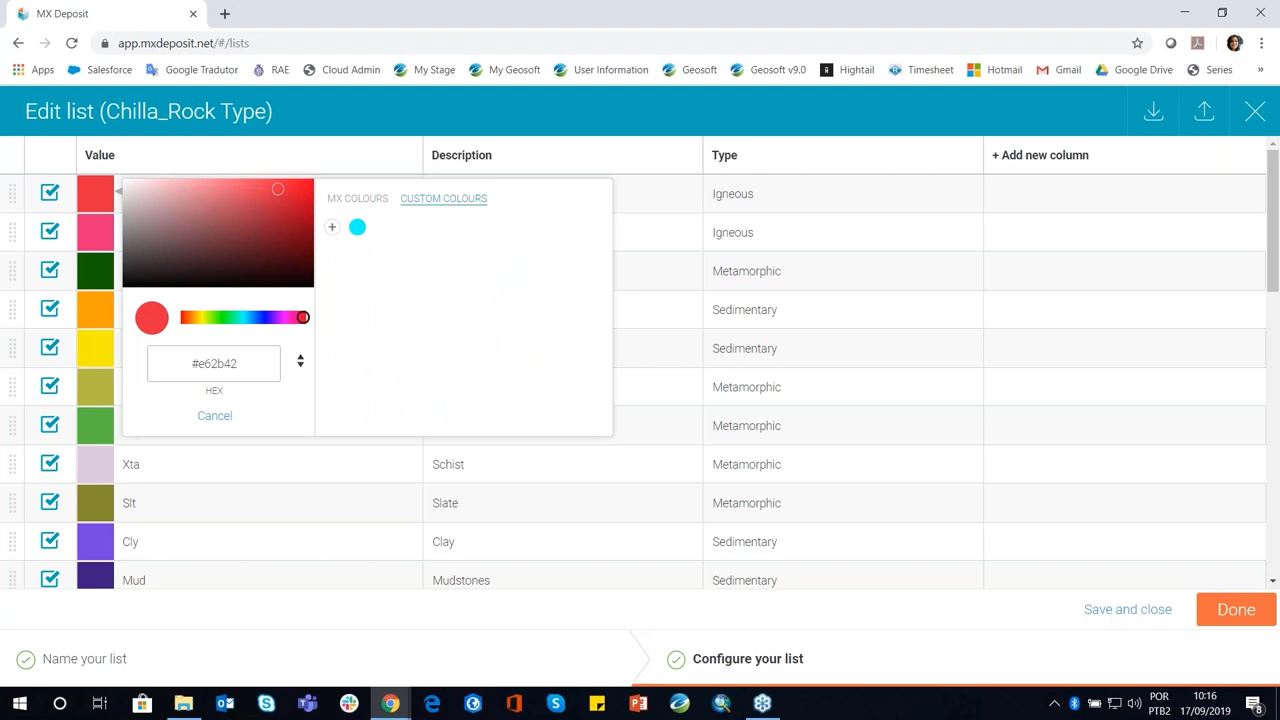 MX Deposit
app.mxdeposit.net/#/lists
Apps Salesforce Google Tradutor RAE Cloud Admin My Stage My Geosoft User Information Geosoft Geosoft v9.0 Hightail Timesheet Hotmail Gmail Google Drive Series »
Edit list (Chilla_Rock Type)
Value Description Type + Add new column
Igneous
MX COLOURS CUSTOM COLOURS
Igneous
Metamorphic
Sedimentary
Sedimentary
#e62b42
HEX
Metamorphic
Cancel
Metamorphic
Xta Schist Metamorphic
Slt Slate Metamorphic
Cly Clay Sedimentary
Mud Mudstones Sedimentary
Save and close Done
Name your list Configure your list
POR 10:16
PTB2 17/09/2019 8